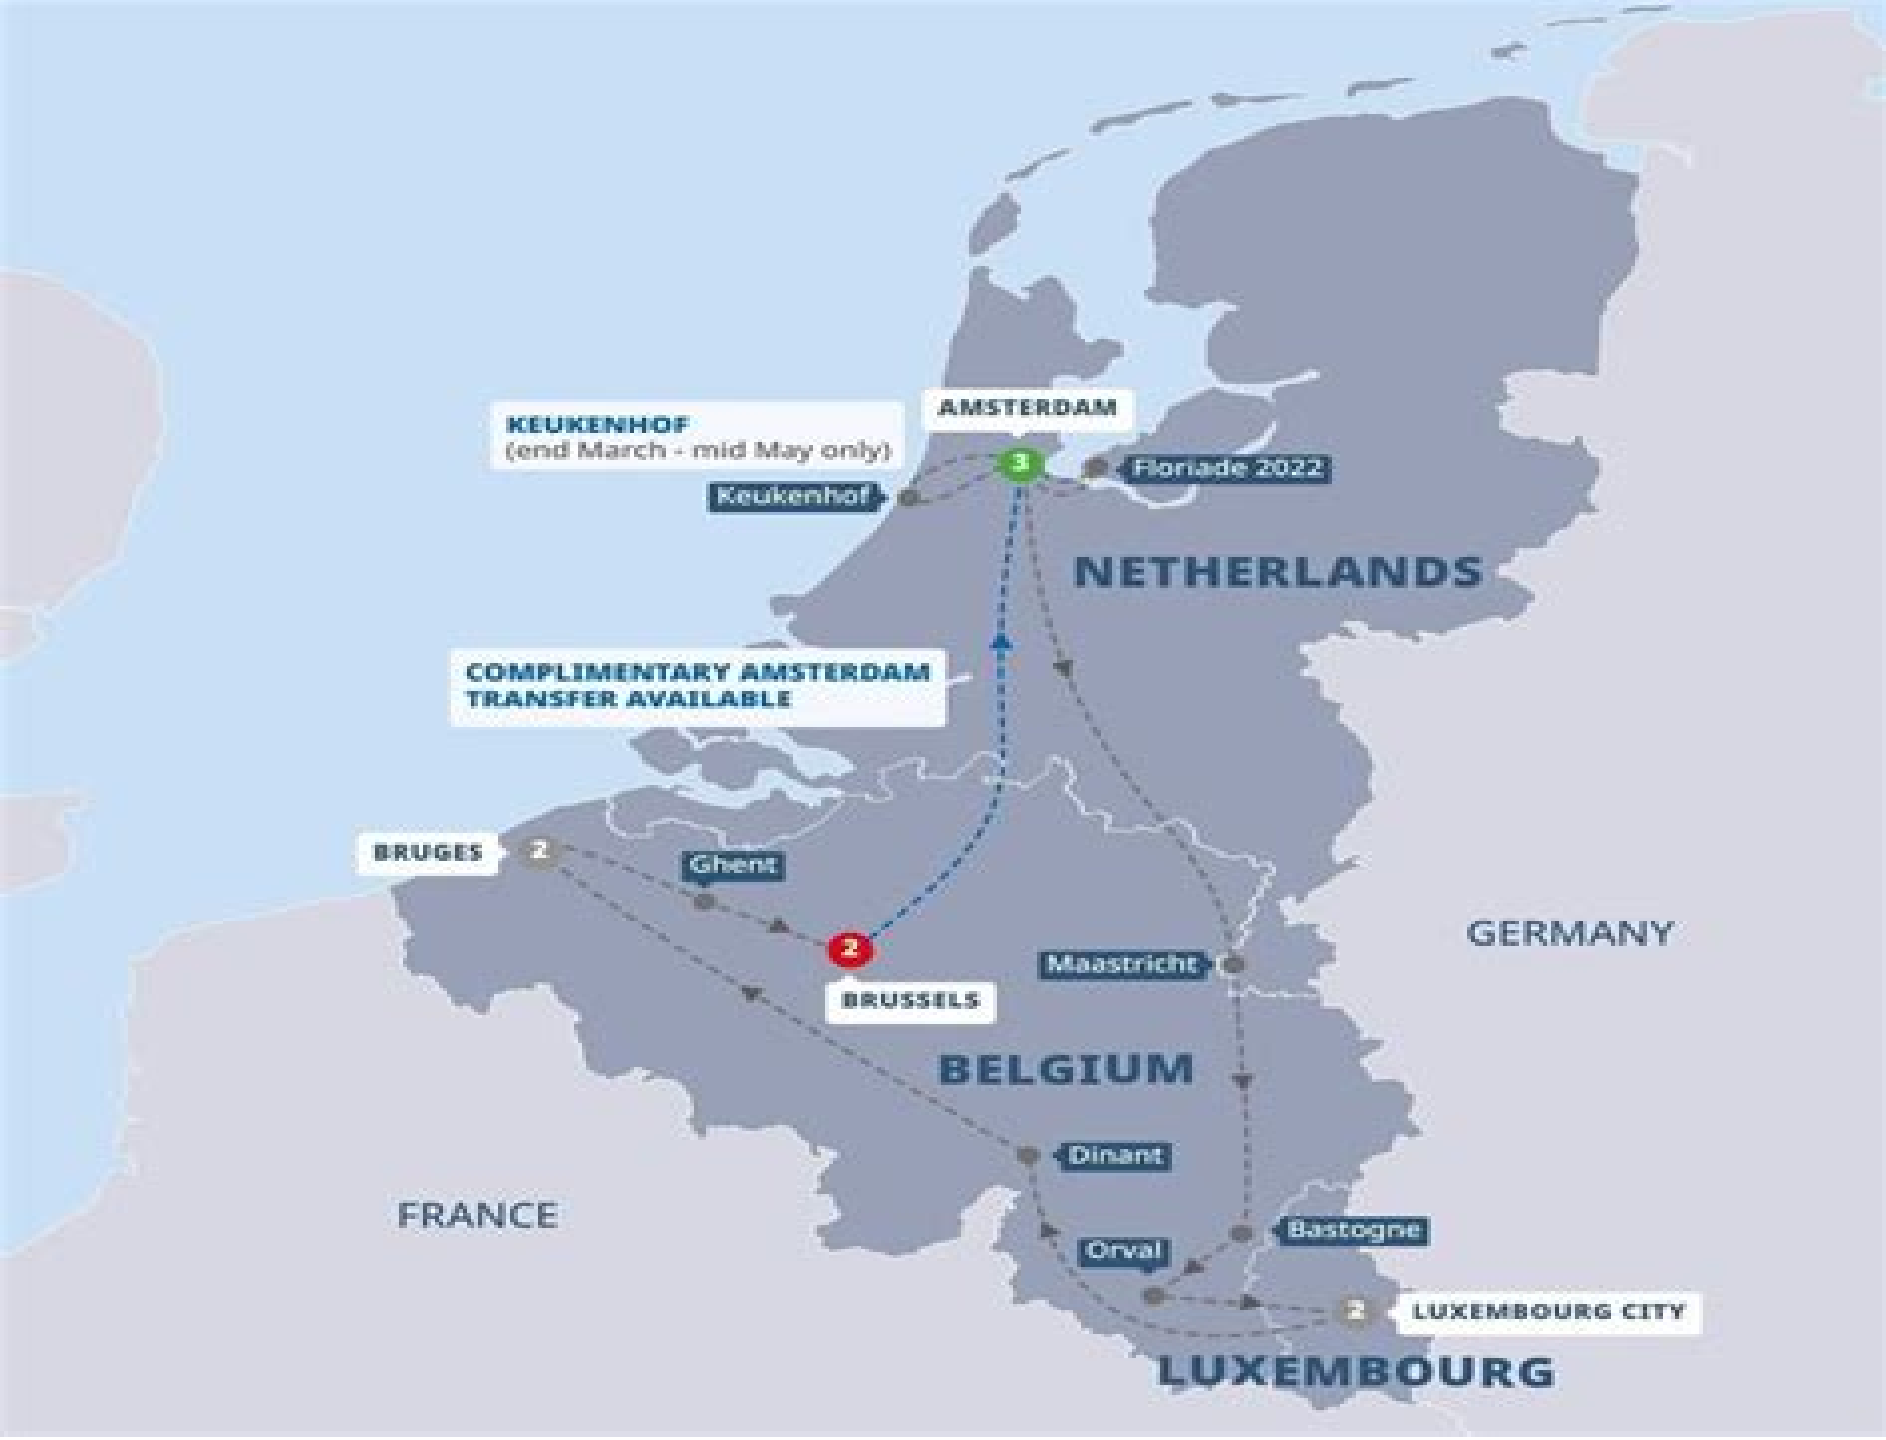 KEUKENHOF
(end March - mid May only)
AMSTERDAM
3
Floriade 2022
Keukenhof
NETHERLANDS
COMPLIMENTARY AMSTERDAM
TRANSFER AVAILABLE
BRUGES
2
Ghent
2
BRUSSELS
GERMANY
Maastricht
BELGIUM
Dinant
FRANCE
Bastogne
Orval
2
LUXEMBOURG CITY
LUXEMBOURG